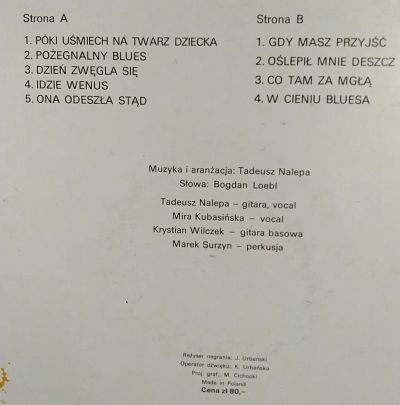 Strona A
1. PÓKI UŚMIECH NA TWARZ DZIECKA
2. POŻEGNALNY BLUES
3. DZIEŃ ZWĘGLA SIĘ
4. IDZIE WENUS
5. ONA ODESZŁA STĄD
Strona B
1. GDY MASZ PRZYJŚĆ
2. OŚLEPIŁ MNIE DESZCZ
3. CO TAM ZA MGŁĄ
4. W CIENIU BLUESA
Muzyka i aranżacja: Tadeusz Nalepa
Słowa: Bogdan Loebl
Tadeusz Nalepa – gitara, vocal
Mira Kubasińska – vocal
Krystian Wilczek – gitara basowa
Marek Surzyn – perkusja
Reżyser nagrania: J. Urbański
Operator dźwięku: K. Urbańska
Proj. graf.: M. Cichocki
Made in Poland
Cena zł 80,–